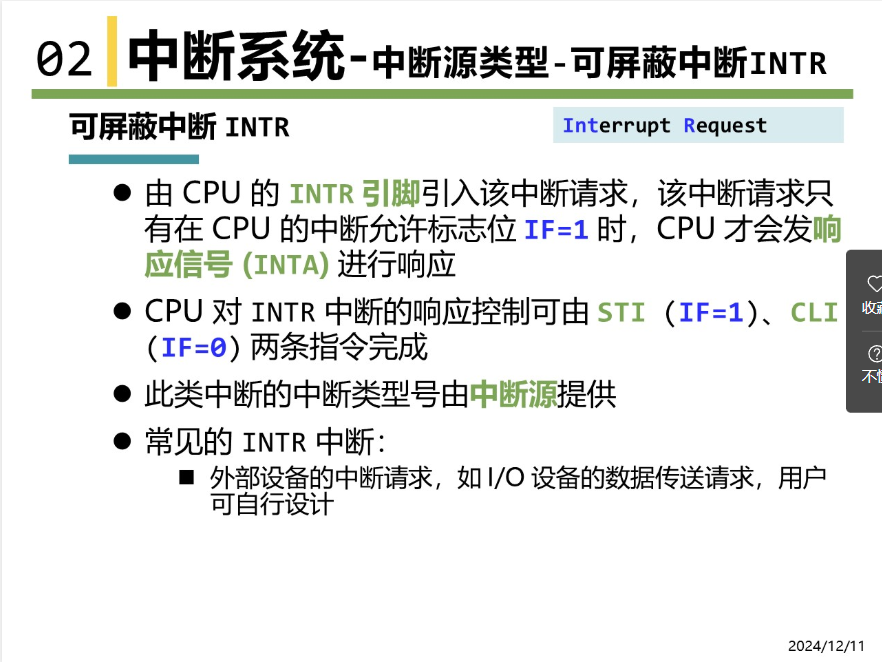 02 中断系统-中断源类型-可屏蔽中断INTR
可屏蔽中断 INTR
Interrupt Request
● 由 CPU 的 INTR 引脚引入该中断请求，该中断请求只
有在 CPU 的中断允许标志位 IF=1 时，CPU 才会发响
应信号 (INTA) 进行响应
● CPU 对 INTR 中断的响应控制可由 STI (IF=1)、CLI
(IF=0) 两条指令完成
● 此类中断的中断类型号由中断源提供
● 常见的 INTR 中断：
■ 外部设备的中断请求，如 I/O 设备的数据传送请求，用户
可自行设计
收
不
2024/12/11